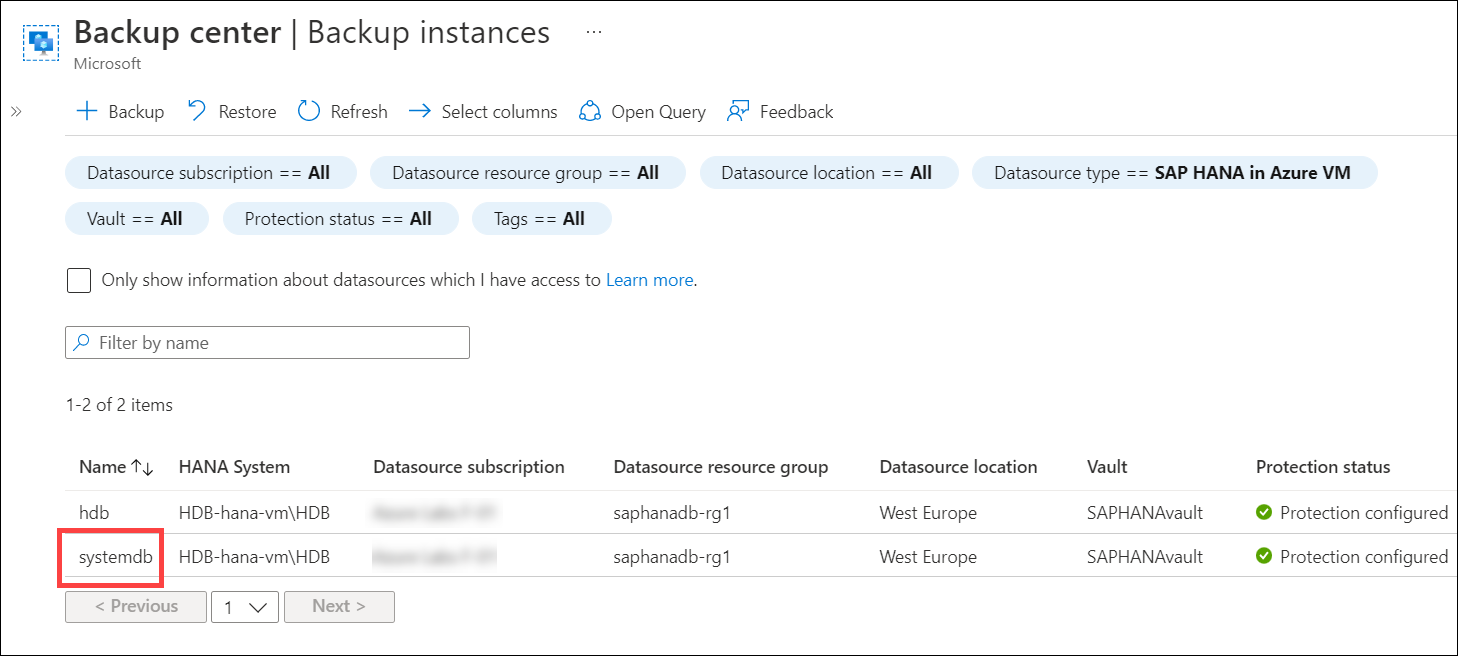 Backup center | Backup instances ...
Microsoft
Backup Restore Refresh Select columns Open Query Feedback
Datasource subscription == All Datasource resource group == All Datasource location == All Datasource type == SAP HANA in Azure VM
Vault == All Protection status == All Tags == All
Only show information about datasources which I have access to Learn more.
Filter by name
1-2 of 2 items
Name HANA System Datasource subscription Datasource resource group Datasource location Vault Protection status
hdb HDB-hana-vm\HDB saphanadb-rg1 West Europe SAPHANAvault Protection configured
systemdb HDB-hana-vm\HDB saphanadb-rg1 West Europe SAPHANAvault Protection configured
< Previous 1 Next >